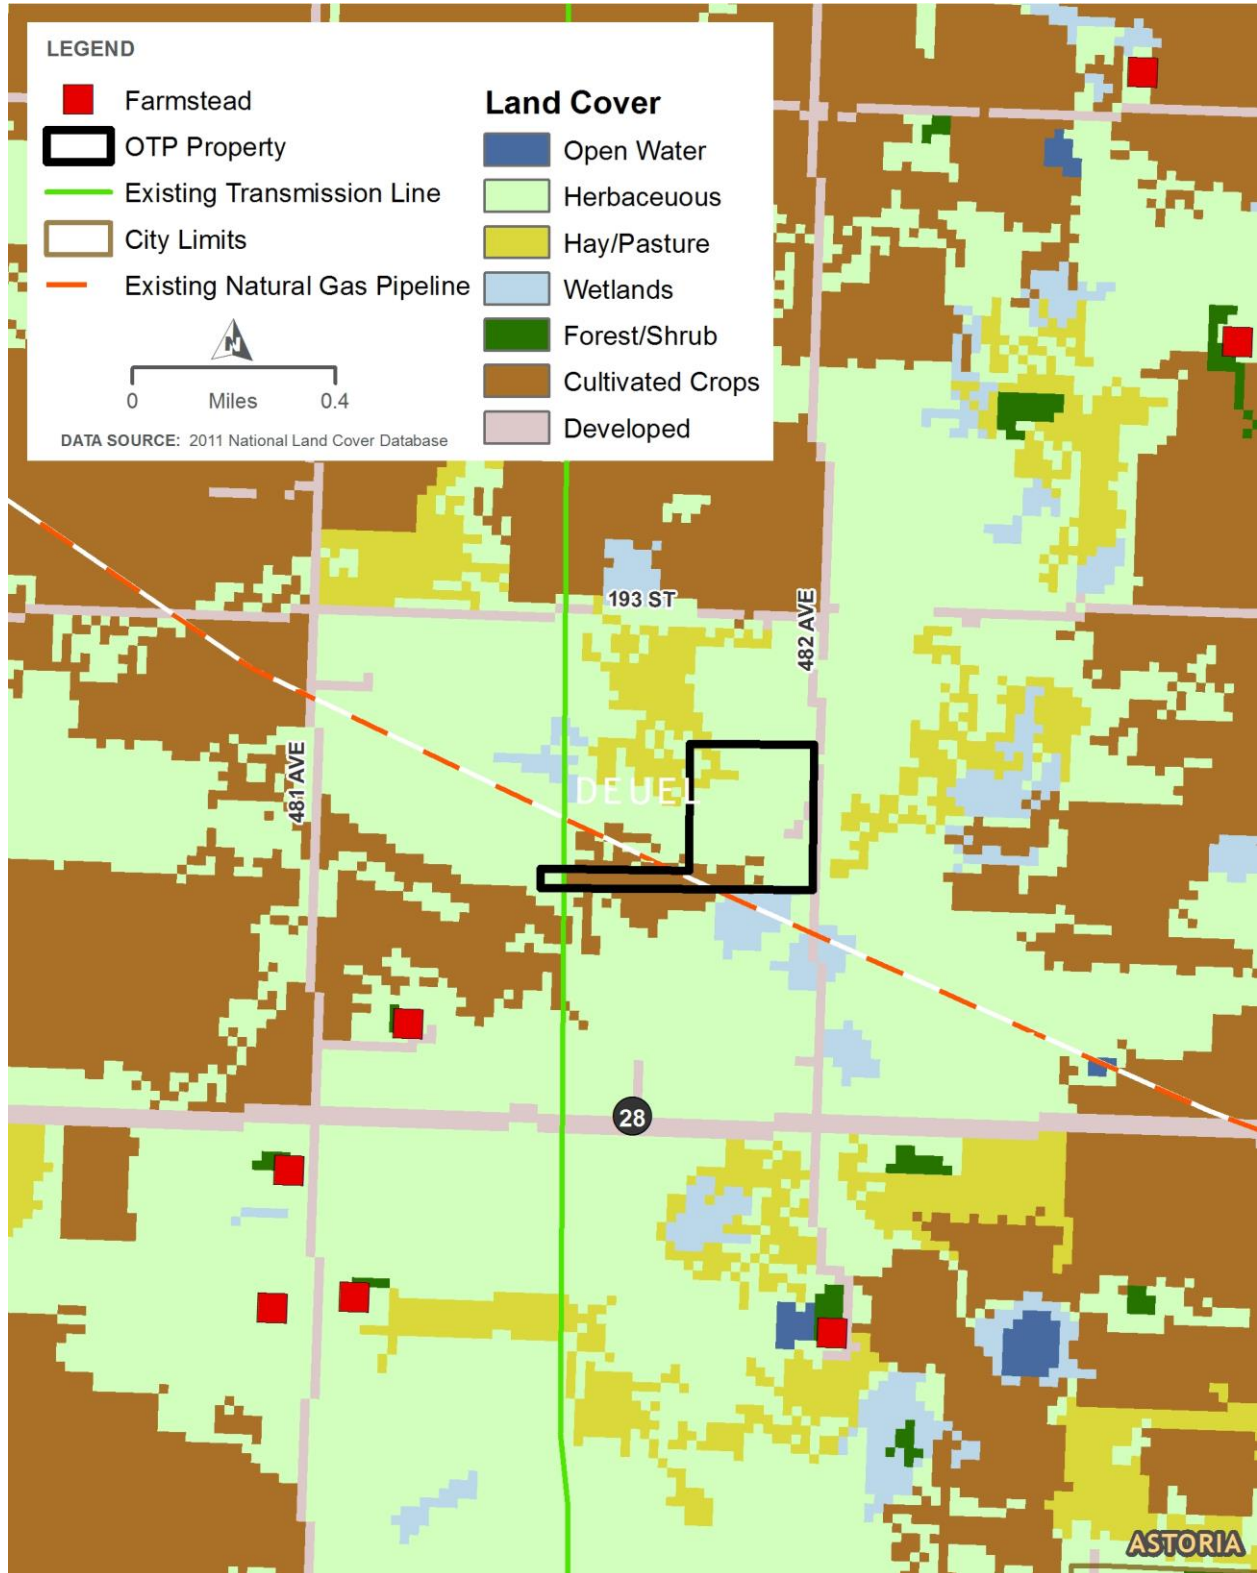 LEGEND
Farmstead
OTP Property
Existing Transmission Line
City Limits
Existing Natural Gas Pipeline
N
0 Miles 0.4
DATA SOURCE: 2011 National Land Cover Database
Land Cover
Open Water
Herbaceuous
Hay/Pasture
Wetlands
Forest/Shrub
Cultivated Crops
Developed
193 ST
482 AVE
481 AVE
DEUEL
28
ASTORIA